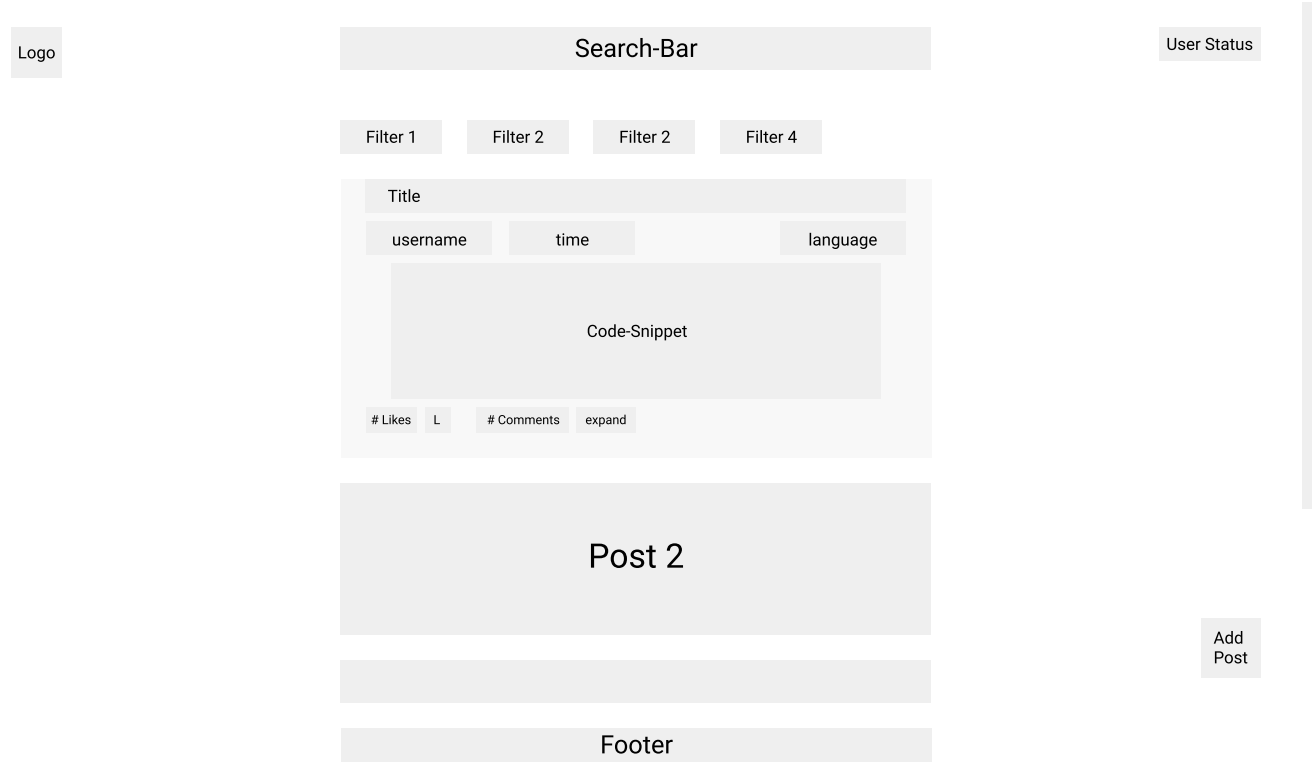 Logo
Search-Bar
User Status
Filter 1
Filter 2
Filter 2
Filter 4
Title
username
time
language
Code-Snippet
# Likes
L
# Comments
expand
Post 2
Add
Post
Footer